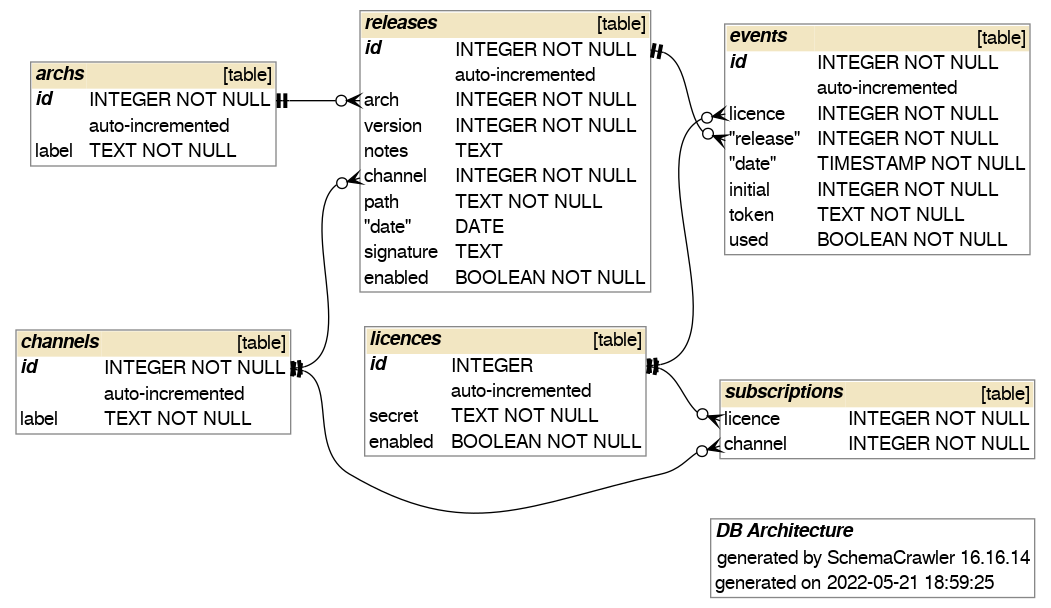 archs [table]
id INTEGER NOT NULL
auto-incremented
label TEXT NOT NULL
releases [table]
id INTEGER NOT NULL
auto-incremented
arch INTEGER NOT NULL
version INTEGER NOT NULL
notes TEXT
channel INTEGER NOT NULL
path TEXT NOT NULL
"date" DATE
signature TEXT
enabled BOOLEAN NOT NULL
events [table]
id INTEGER NOT NULL
auto-incremented
licence INTEGER NOT NULL
"release" INTEGER NOT NULL
"date" TIMESTAMP NOT NULL
initial INTEGER NOT NULL
token TEXT NOT NULL
used BOOLEAN NOT NULL
channels [table]
id INTEGER NOT NULL
auto-incremented
label TEXT NOT NULL
licences [table]
id INTEGER
auto-incremented
secret TEXT NOT NULL
enabled BOOLEAN NOT NULL
subscriptions [table]
licence INTEGER NOT NULL
channel INTEGER NOT NULL
DB Architecture
generated by SchemaCrawler 16.16.14
generated on 2022-05-21 18:59:25